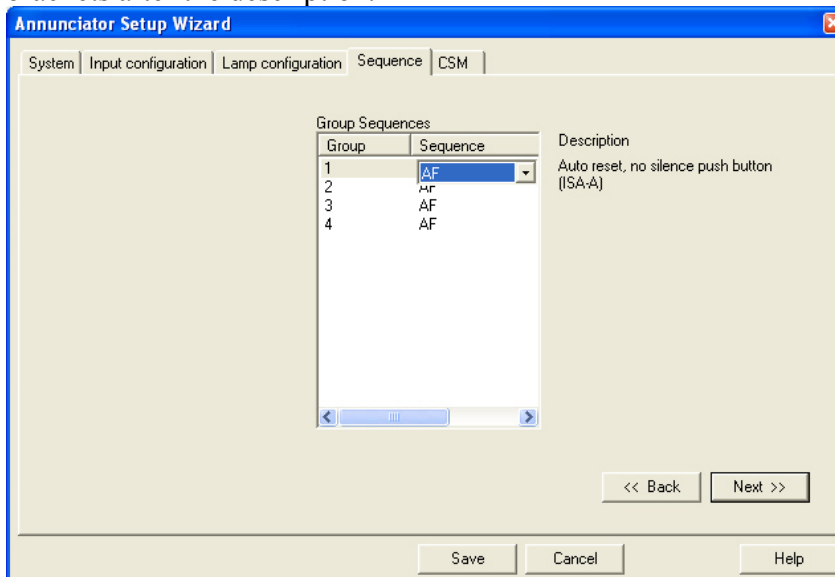 Annunciator Setup Wizard
System Input configuration Lamp configuration Sequence CSM
Group Sequences
Group Sequence
1 AF
2 AF
3 AF
4 AF
Description
Auto reset, no silence push button
(ISA-A)
<< Back Next >>
Save Cancel Help